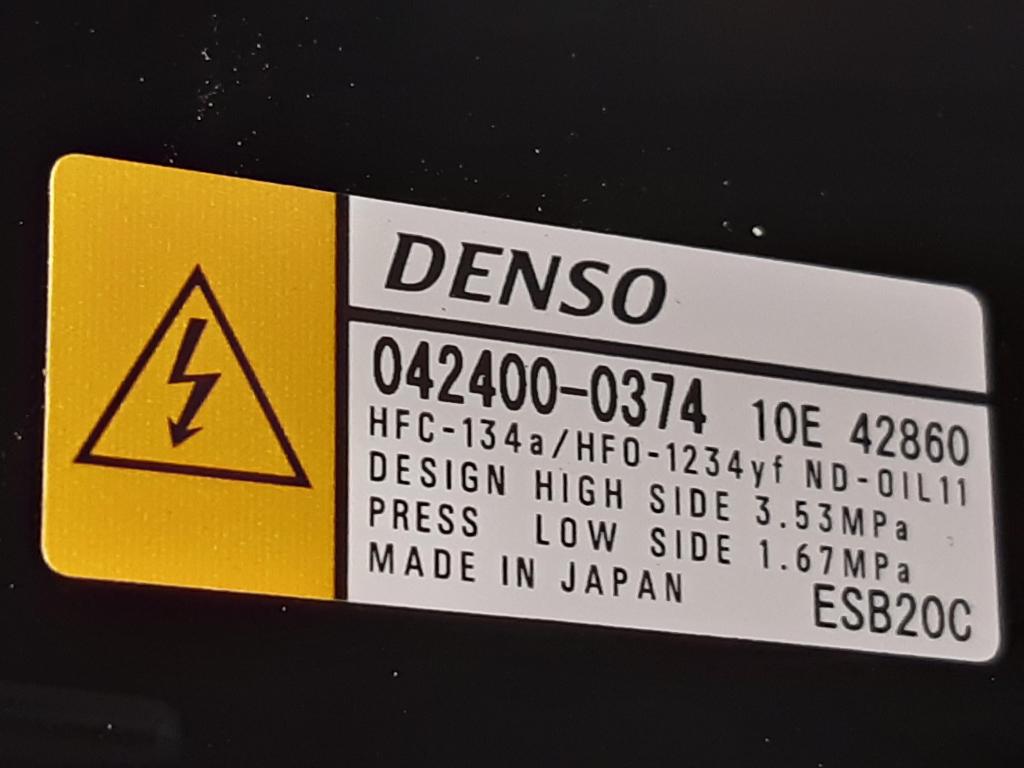 DENSO
042400-0374 10E 42860
HFC-134a/HFO-1234yf ND-OIL11
DESIGN HIGH SIDE 3.53MPa
PRESS LOW SIDE 1.67MPa
MADE IN JAPAN ESB20C